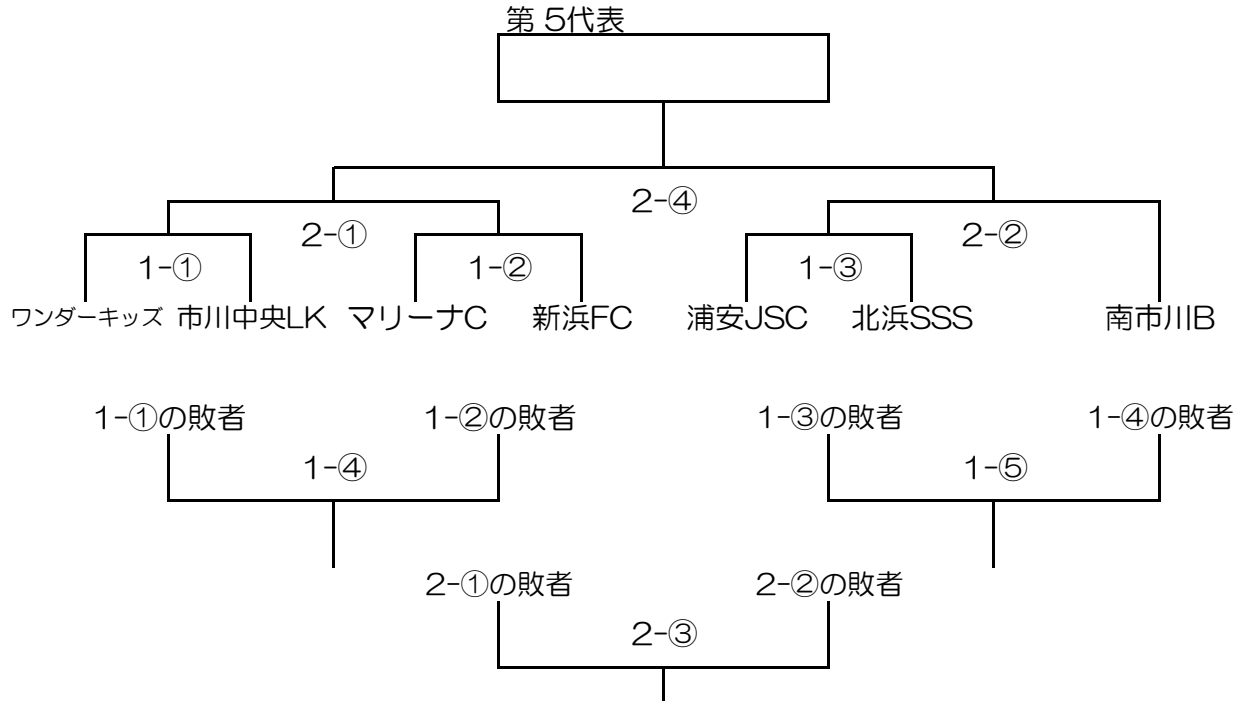 第 5代表
2-④
2-① 2-②
1-① 1-② 1-③
ワンダーキッズ 市川中央LK マリーナC 新浜FC 浦安JSC 北浜SSS 南市川B
1-①の敗者 1-②の敗者 1-③の敗者 1-④の敗者
1-④ 1-⑤
2-①の敗者 2-②の敗者
2-③